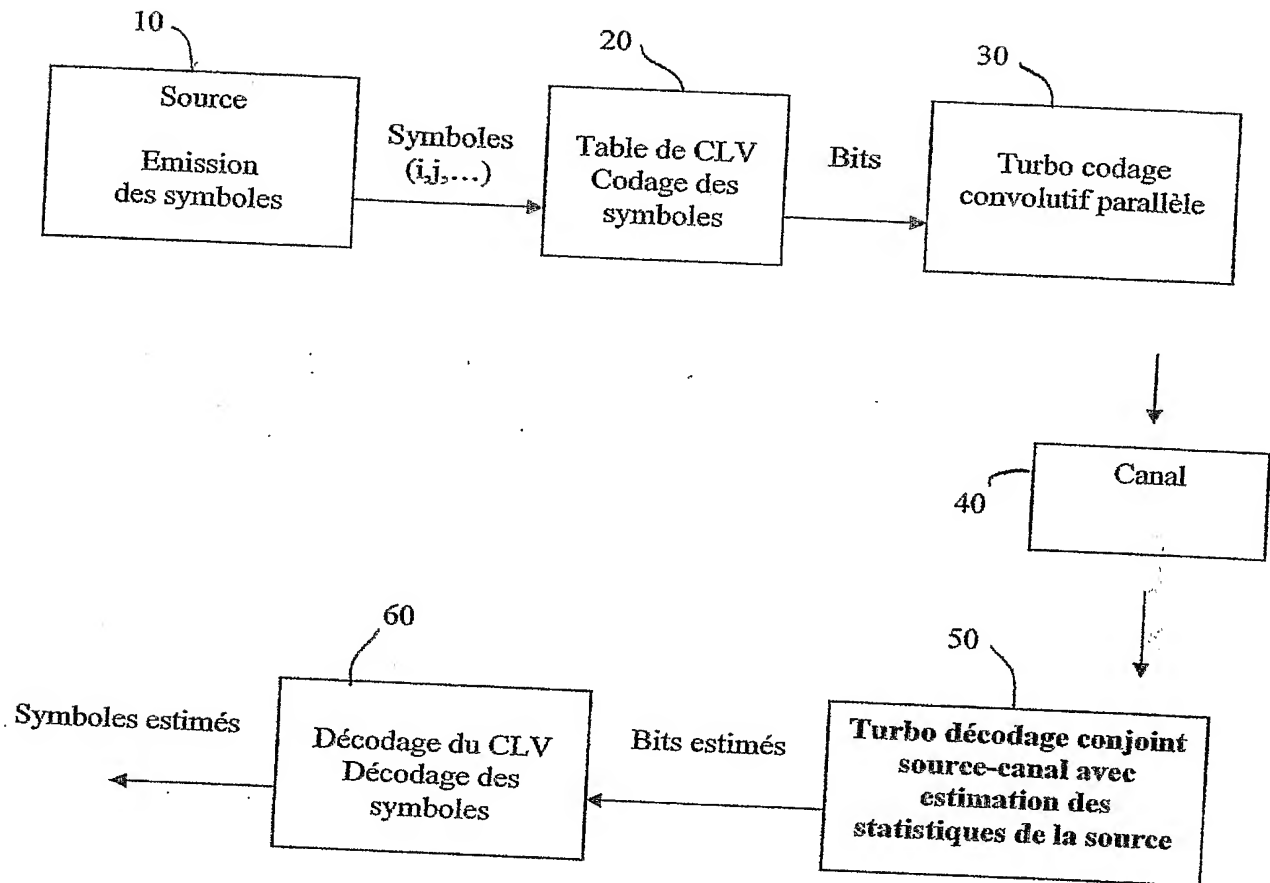 10
Source
Emission
des symboles
Symboles
(i,j,...)
20
Table de CLV
Codage des
symboles
Bits
30
Turbo codage
convolutif parallèle
40
Canal
50
Turbo décodage conjoint
source-canal avec
estimation des
statistiques de la source
Bits estimés
60
Décodage du CLV
Décodage des
symboles
Symboles estimés